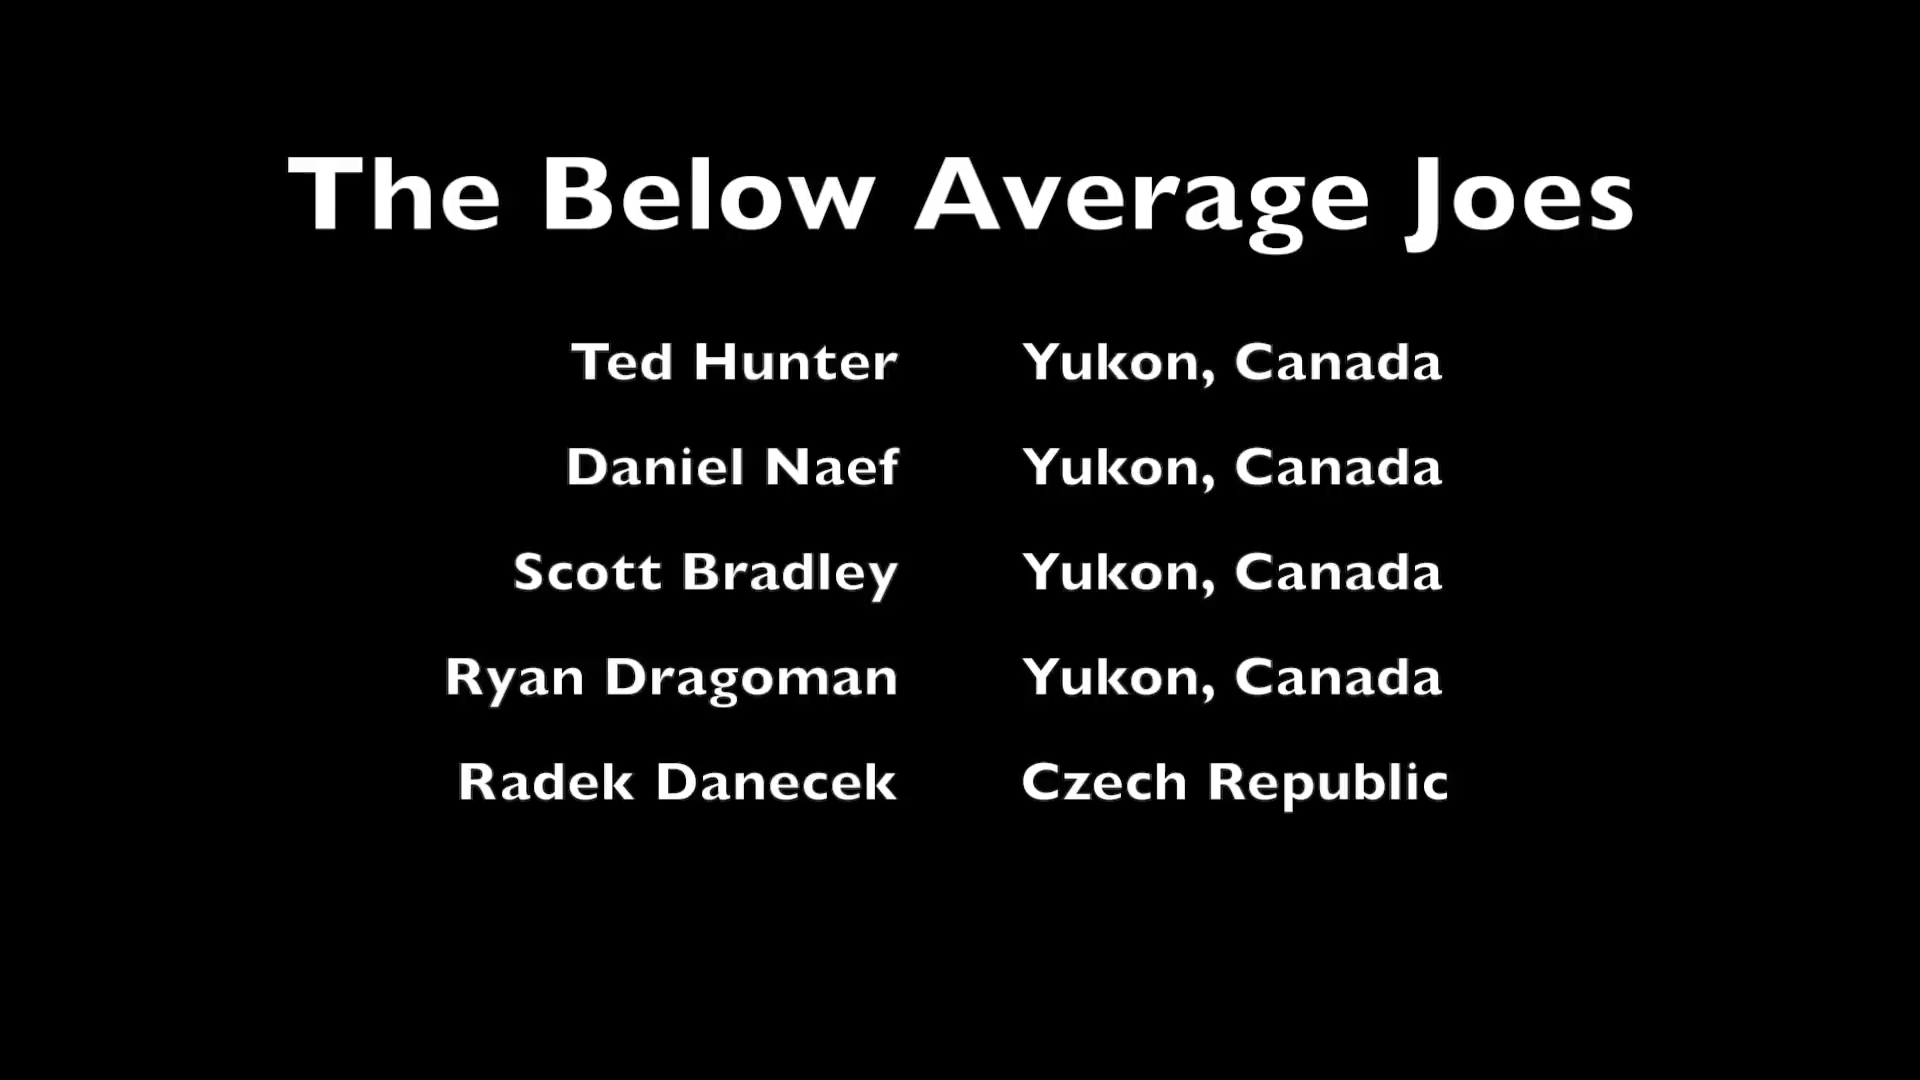 The Below Average Joes
Ted Hunter Yukon, Canada
Daniel Naef Yukon, Canada
Scott Bradley Yukon, Canada
Ryan Dragoman Yukon, Canada
Radek Danecek Czech Republic